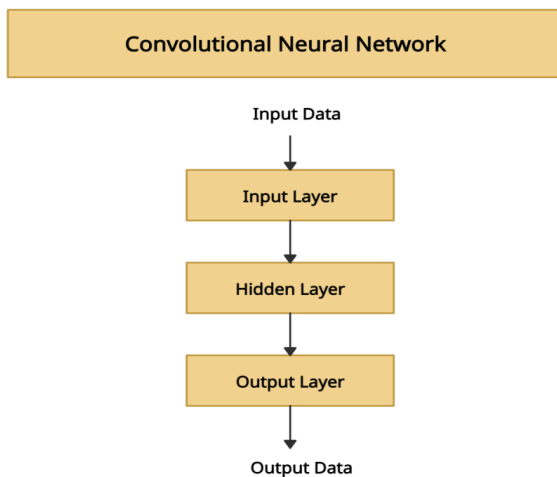 Convolutional Neural Network
Input Data
Input Layer
Hidden Layer
Output Layer
Output Data